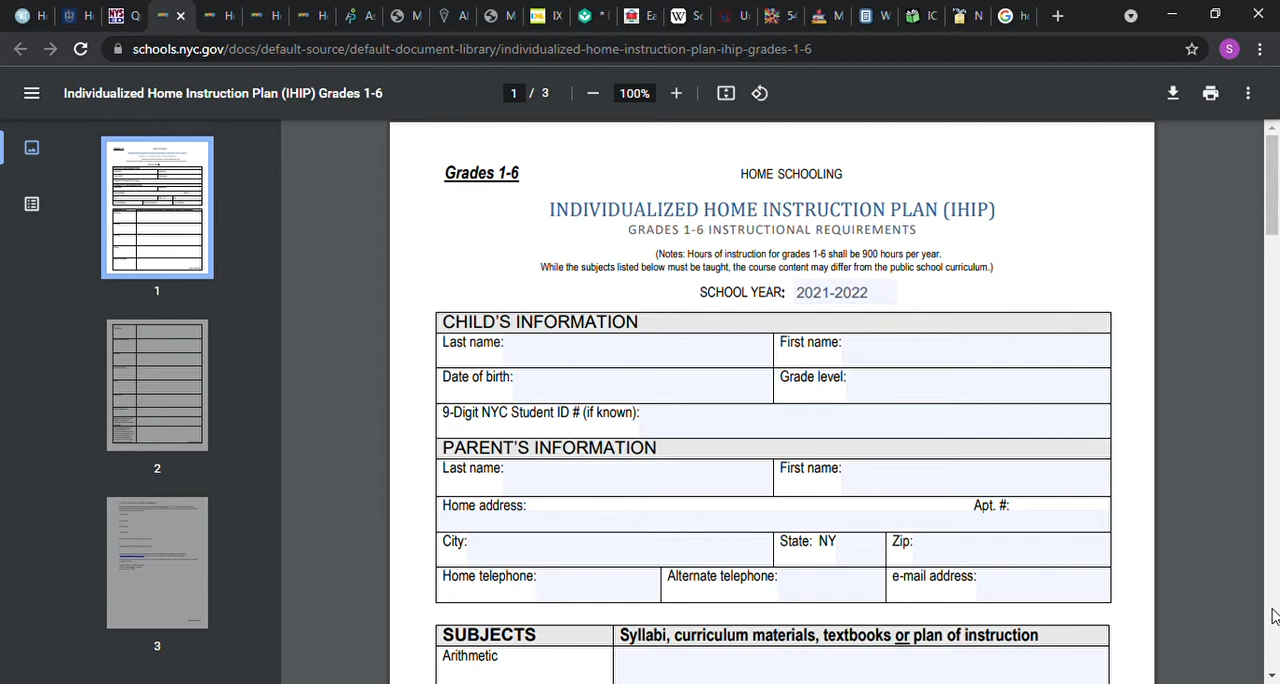 schools.nyc.gov/docs/default-source/default-document-library/individualized-home-instruction-plan-ihip-grades-1-6
S
Individualized Home Instruction Plan (IHIP) Grades 1-6
1 / 3
100%
1
2
3
Grades 1-6
HOME SCHOOLING
INDIVIDUALIZED HOME INSTRUCTION PLAN (IHIP)
GRADES 1-6 INSTRUCTIONAL REQUIREMENTS
(Notes: Hours of instruction for grades 1-6 shall be 900 hours per year.
While the subjects listed below must be taught, the course content may differ from the public school curriculum.)
SCHOOL YEAR: 2021-2022
CHILD'S INFORMATION
Last name: First name:
Date of birth: Grade level:
9-Digit NYC Student ID # (if known):
PARENT'S INFORMATION
Last name: First name:
Home address: Apt. #:
City: State: NY Zip:
Home telephone: Alternate telephone: e-mail address:
SUBJECTS Syllabi, curriculum materials, textbooks or plan of instruction
Arithmetic